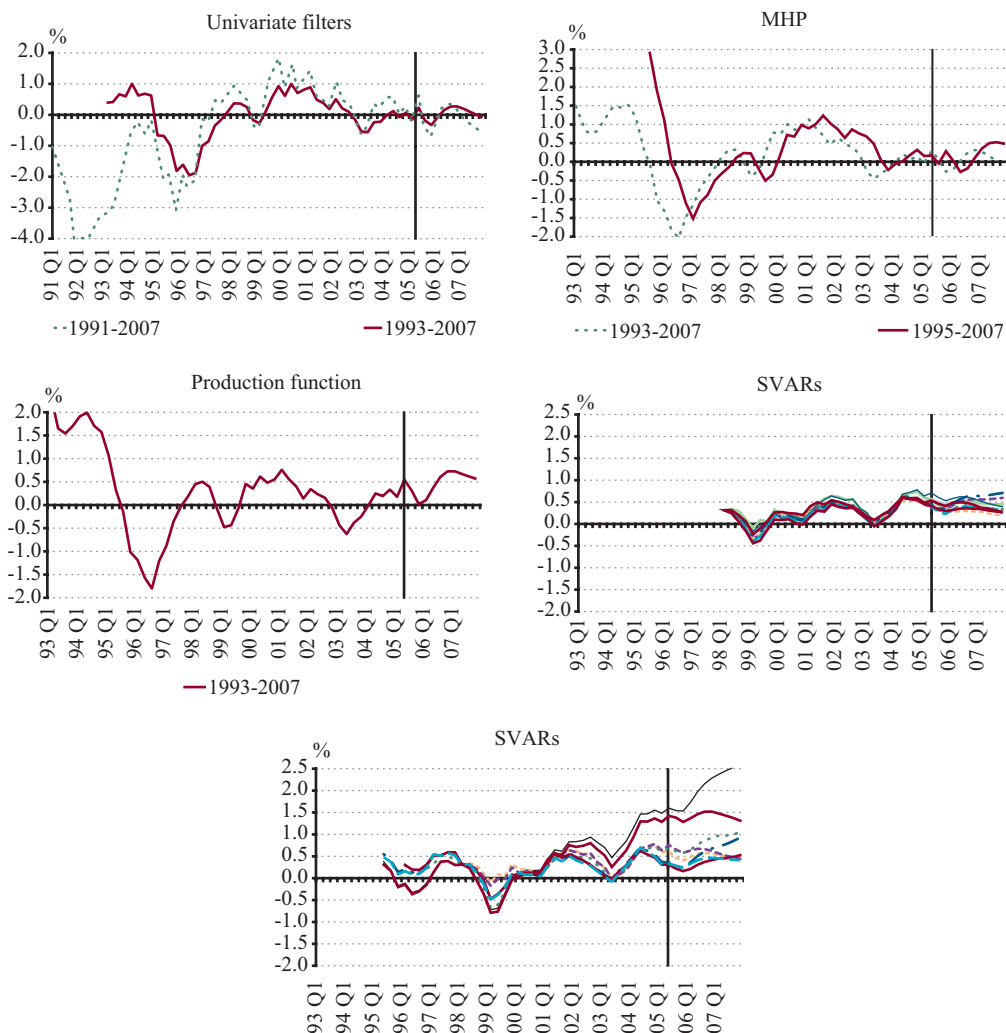 Univariate filters
%
2.0
1.0
0.0
-1.0
-2.0
-3.0
-4.0
91 Q1
92 Q1
93 Q1
94 Q1
95 Q1
96 Q1
97 Q1
98 Q1
99 Q1
00 Q1
01 Q1
02 Q1
03 Q1
04 Q1
05 Q1
06 Q1
07 Q1
1991-2007
1993-2007
MHP
%
3.0
2.5
2.0
1.5
1.0
0.5
0.0
-0.5
-1.0
-1.5
-2.0
93 Q1
94 Q1
95 Q1
96 Q1
97 Q1
98 Q1
99 Q1
00 Q1
01 Q1
02 Q1
03 Q1
04 Q1
05 Q1
06 Q1
07 Q1
1993-2007
1995-2007
Production function
%
2.0
1.5
1.0
0.5
0.0
-0.5
-1.0
-1.5
-2.0
93 Q1
94 Q1
95 Q1
96 Q1
97 Q1
98 Q1
99 Q1
00 Q1
01 Q1
02 Q1
03 Q1
04 Q1
05 Q1
06 Q1
07 Q1
1993-2007
SVARs
%
2.5
2.0
1.5
1.0
0.5
0.0
-0.5
-1.0
-1.5
-2.0
93 Q1
94 Q1
95 Q1
96 Q1
97 Q1
98 Q1
99 Q1
00 Q1
01 Q1
02 Q1
03 Q1
04 Q1
05 Q1
06 Q1
07 Q1
SVARs
%
2.5
2.0
1.5
1.0
0.5
0.0
-0.5
-1.0
-1.5
-2.0
93 Q1
94 Q1
95 Q1
96 Q1
97 Q1
98 Q1
99 Q1
00 Q1
01 Q1
02 Q1
03 Q1
04 Q1
05 Q1
06 Q1
07 Q1